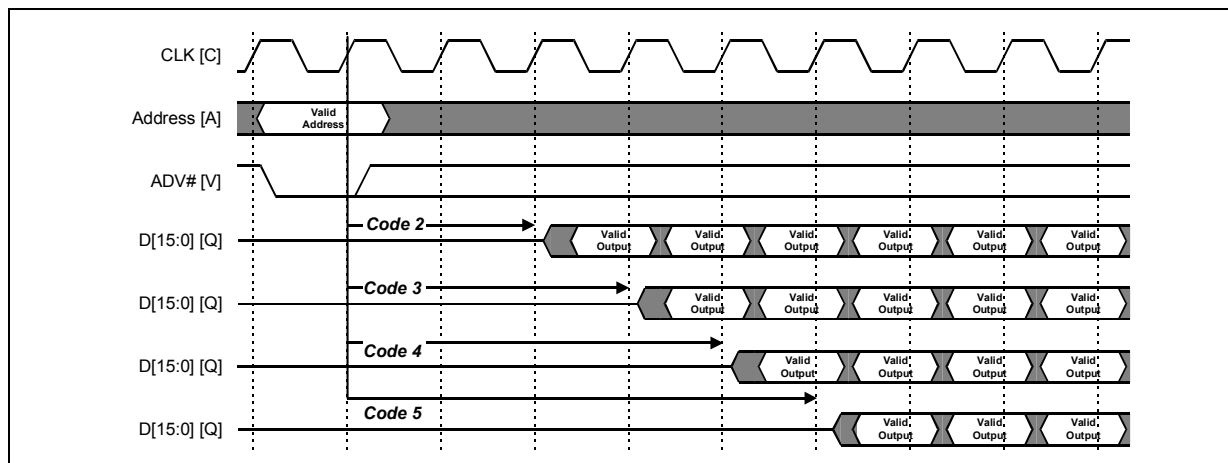 CLK [C]
Address [A]
Valid
Address
ADV# [V]
Code 2
D[15:0] [Q]
Valid
Output
Valid
Output
Valid
Output
Valid
Output
Valid
Output
Valid
Output
Code 3
D[15:0] [Q]
Valid
Output
Valid
Output
Valid
Output
Valid
Output
Valid
Output
Code 4
D[15:0] [Q]
Valid
Output
Valid
Output
Valid
Output
Valid
Output
Code 5
D[15:0] [Q]
Valid
Output
Valid
Output
Valid
Output